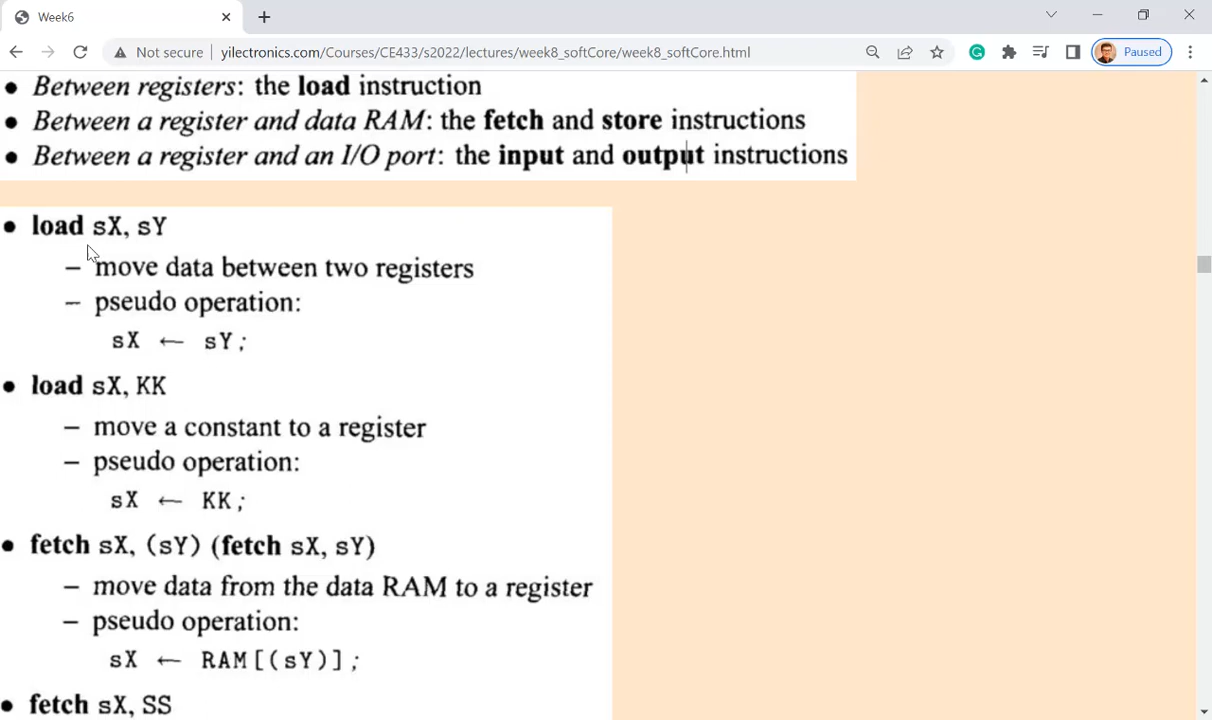 Week6
Not secure yilectronics.com/Courses/CE433/s2022/lectures/week8_softCore/week8_softCore.html
Paused
• Between registers: the load instruction
• Between a register and data RAM: the fetch and store instructions
• Between a register and an I/O port: the input and output instructions
• load sX, sY
– move data between two registers
– pseudo operation:
sX ← sY;
• load sX, KK
– move a constant to a register
– pseudo operation:
sX ← KK;
• fetch sX, (sY) (fetch sX, sY)
– move data from the data RAM to a register
– pseudo operation:
sX ← RAM[(sY)];
• fetch sX, SS